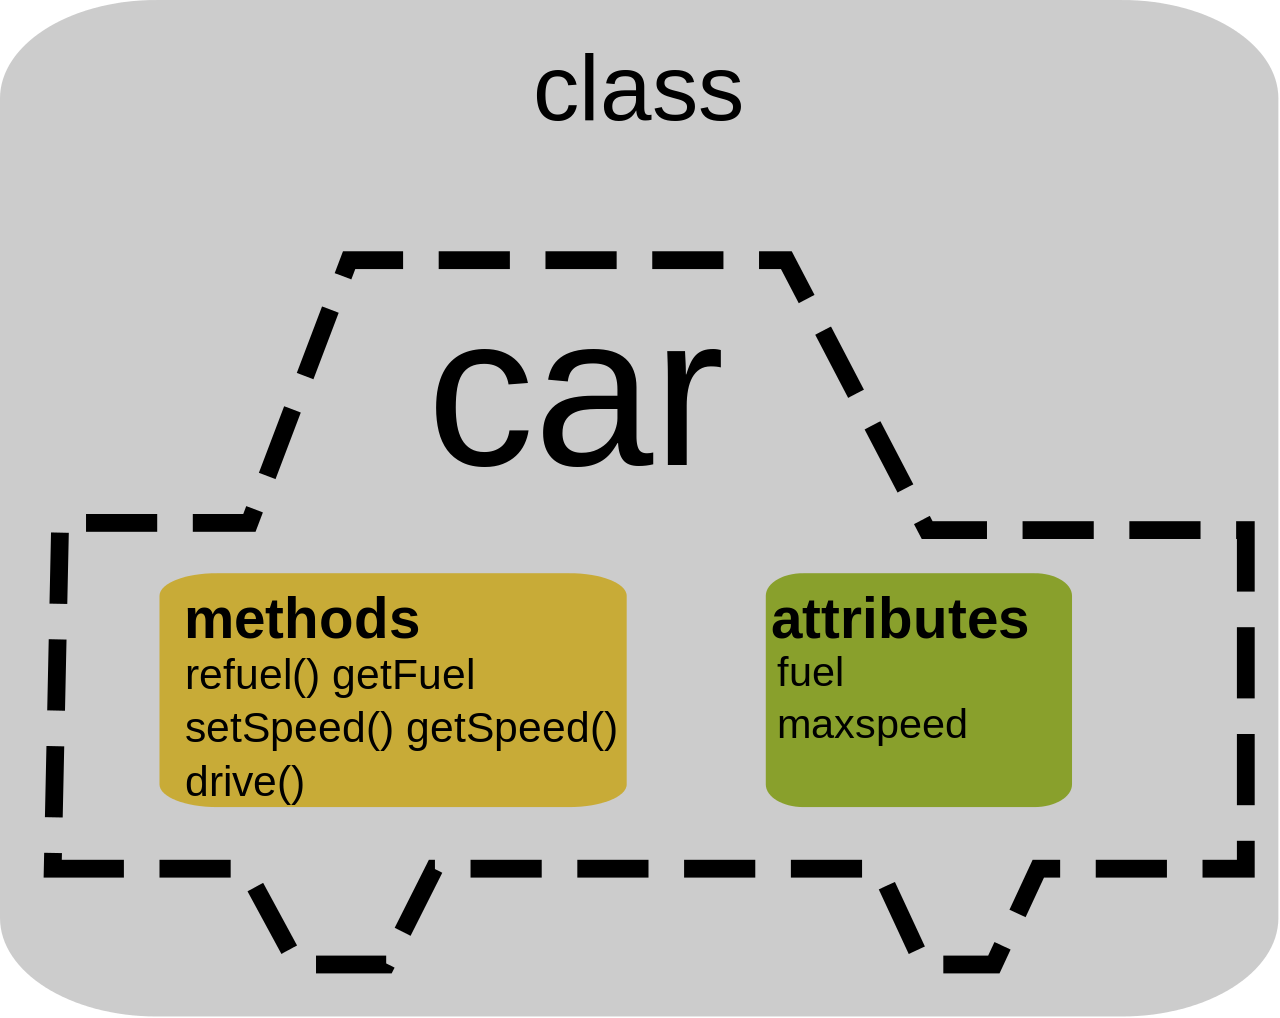 class
car
methods
refuel() getFuel
setSpeed() getSpeed()
drive()
attributes
fuel
maxspeed